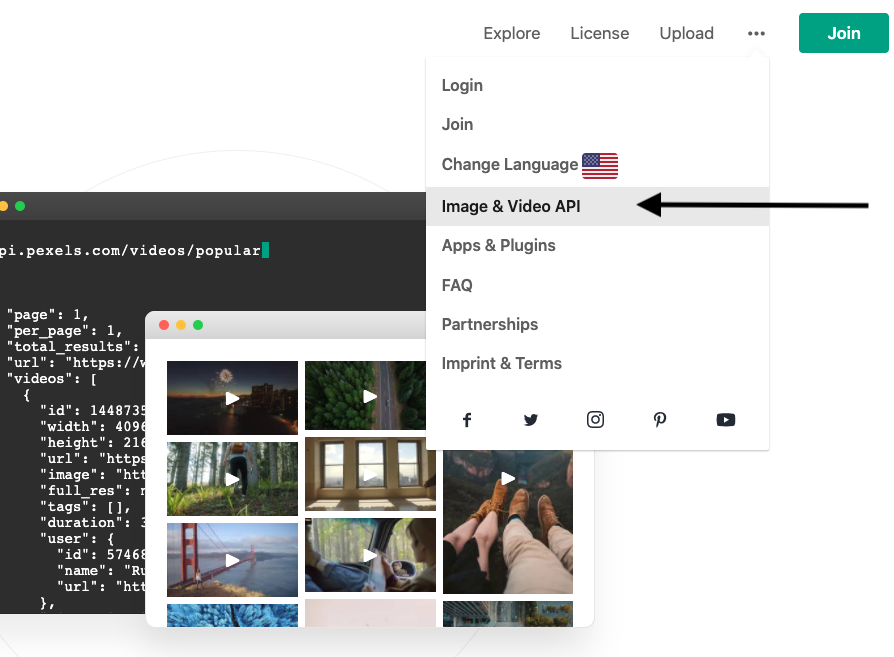 Explore License Upload ••• Join
Login
Join
Change Language
Image & Video API
Apps & Plugins
FAQ
Partnerships
Imprint & Terms
pi.pexels.com/videos/popular
"page": 1,
"per_page": 1,
"total_results":
"url": "https://w
"videos": [
{
"id": 1448735
"width": 4096
"height": 216
"url": "https
"image": "htt
"full_res": n
"tags": [],
"duration": 3
"user": {
"id": 57468
"name": "Ru
"url": "htt
},